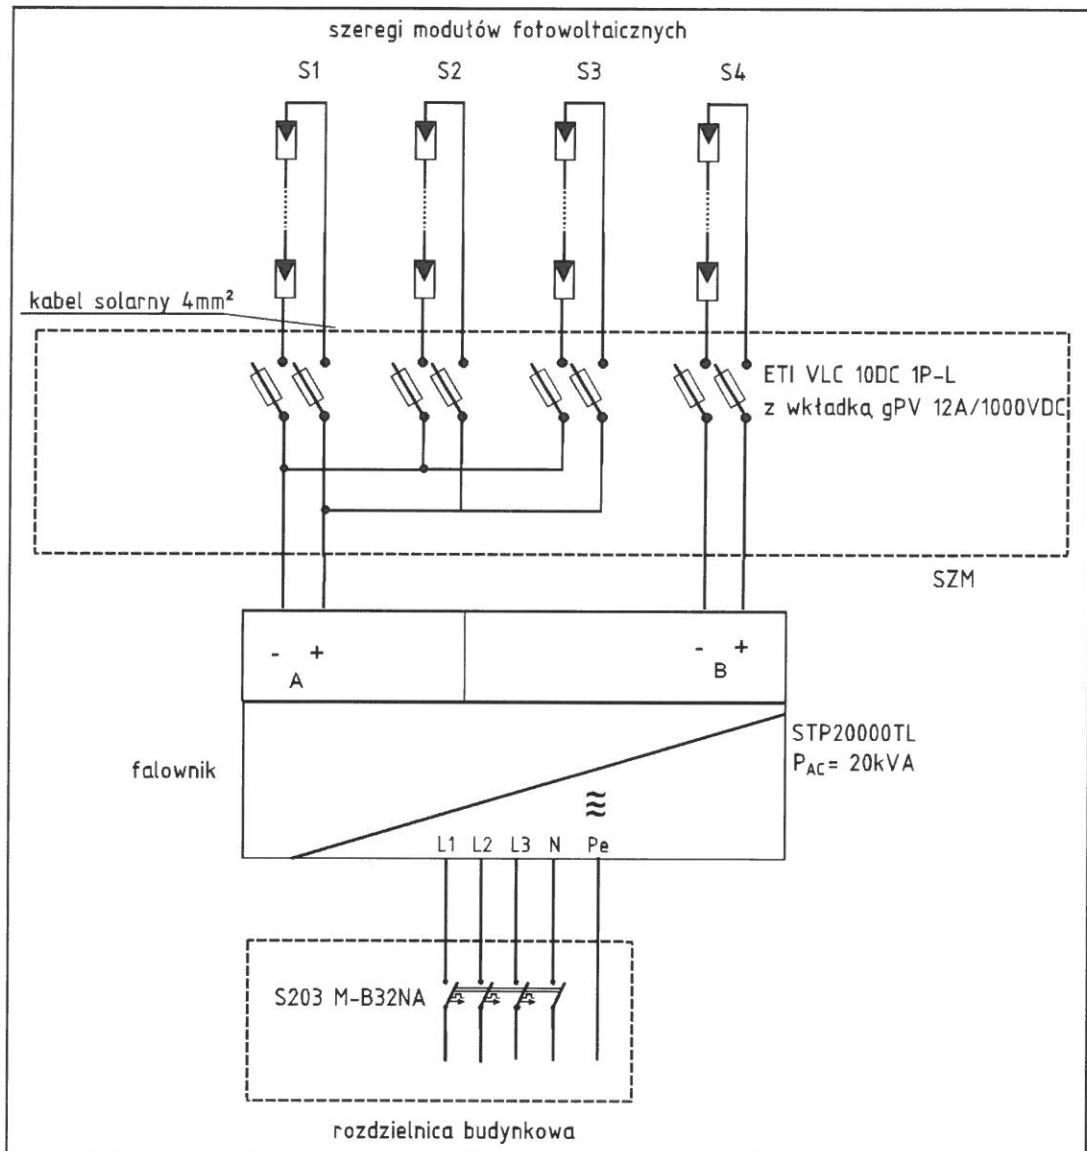 szeregi modułów fotowoltaicznych
S1 S2 S3 S4
kabel solarny 4mm²
ETI VLC 10DC 1P-L
z wkładką gPV 12A/1000VDC
SZM
- + - +
A B
STP20000TL
falownik
P_AC= 20kVA
≋
L1 L2 L3 N Pe
S203 M-B32NA
rozdzielnica budynkowa